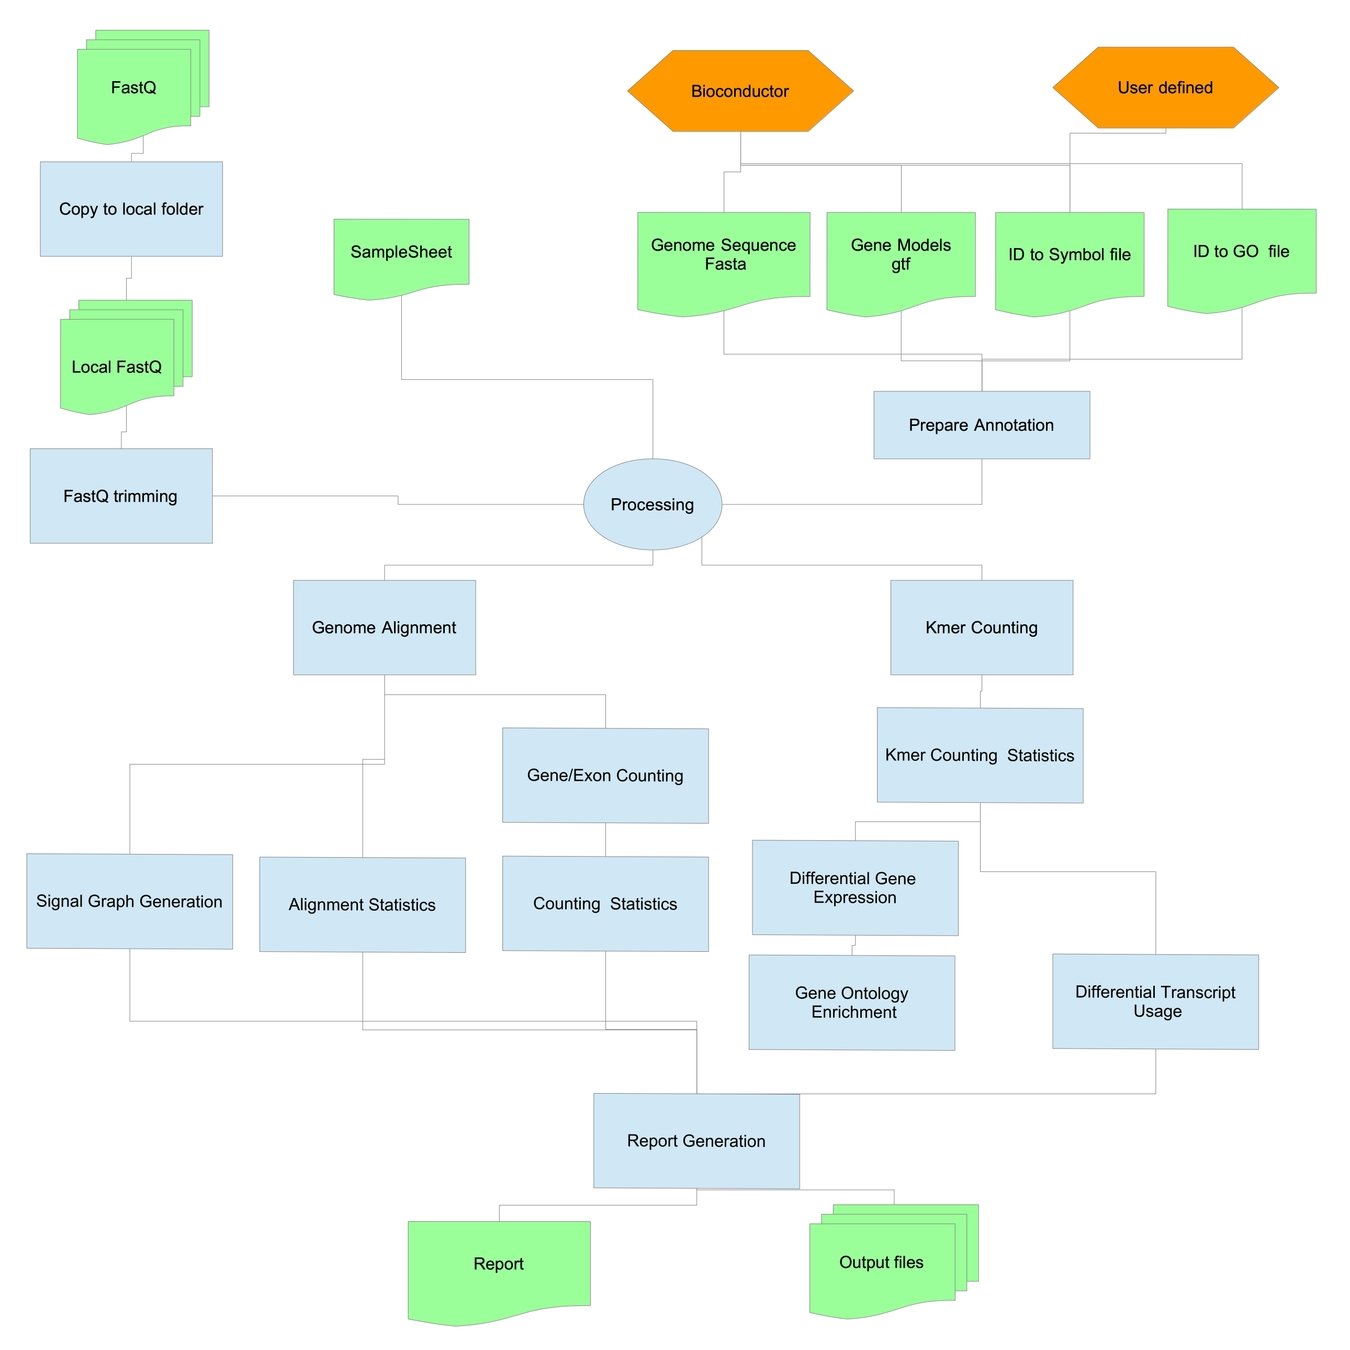 FastQ
Bioconductor
User defined
Copy to local folder
SampleSheet
Genome Sequence
Fasta
Gene Models
gtf
ID to Symbol file
ID to GO  file
Local FastQ
Prepare Annotation
FastQ trimming
Processing
Genome Alignment
Kmer Counting
Gene/Exon Counting
Kmer Counting  Statistics
Signal Graph Generation
Alignment Statistics
Counting  Statistics
Differential Gene
Expression
Gene Ontology
Enrichment
Differential Transcript
Usage
Report Generation
Report
Output files